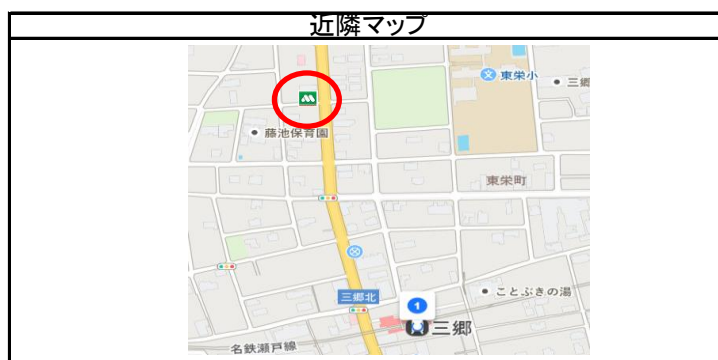 近隣マップ
東栄小
三郷
藤池保育園
東栄町
三郷北
1
ことぶきの湯
三郷
名鉄瀬戸線